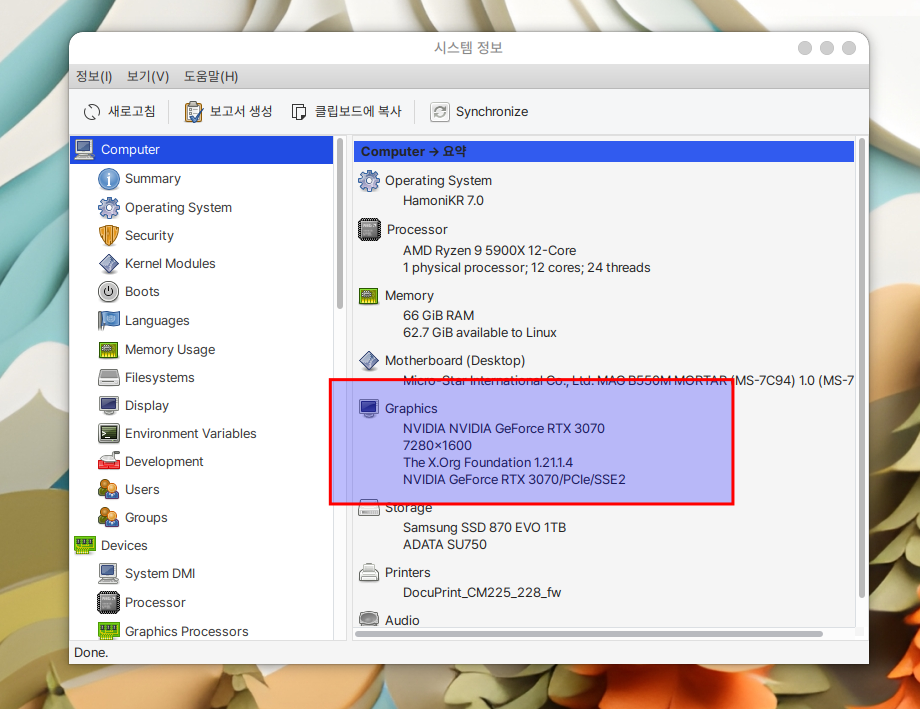 시스템 정보
정보(I) 보기(V) 도움말(H)
새로고침 보고서 생성 클립보드에 복사 Synchronize
Computer
Summary
Operating System
Security
Kernel Modules
Boots
Languages
Memory Usage
Filesystems
Display
Environment Variables
Development
Users
Groups
Devices
System DMI
Processor
Graphics Processors
Computer → 요약
Operating System
HamoniKR 7.0
Processor
AMD Ryzen 9 5900X 12-Core
1 physical processor; 12 cores; 24 threads
Memory
66 GiB RAM
62.7 GiB available to Linux
Motherboard (Desktop)
Micro-Star International Co., Ltd. MAG B550M MORTAR (MS-7C94) 1.0 (MS-7
Graphics
NVIDIA NVIDIA GeForce RTX 3070
7280×1600
The X.Org Foundation 1.21.1.4
NVIDIA GeForce RTX 3070/PCIe/SSE2
Storage
Samsung SSD 870 EVO 1TB
ADATA SU750
Printers
DocuPrint_CM225_228_fw
Audio
Done.